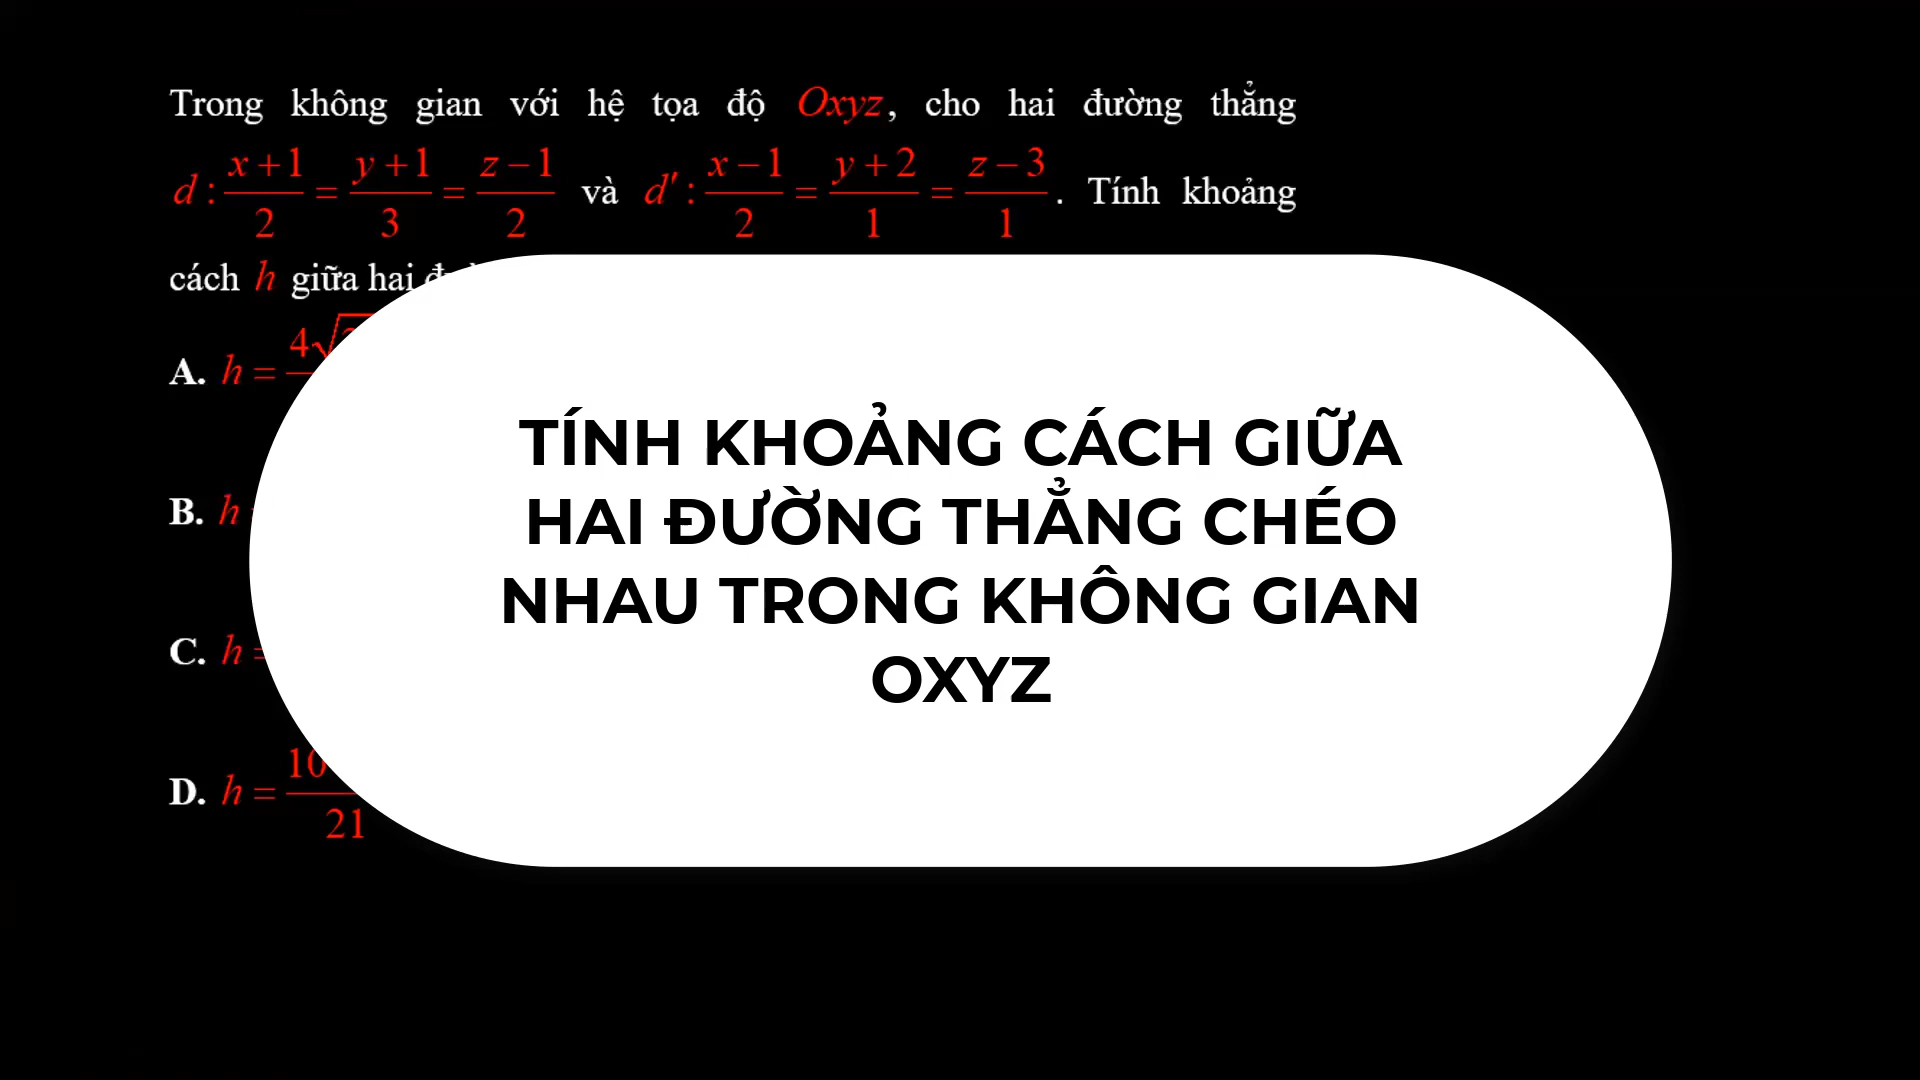 Trong không gian với hệ tọa độ Oxyz, cho hai đường thẳng
d : x + 1 / 2 = y + 1 / 3 = z − 1 / 2 và d′ : x − 1 / 2 = y + 2 / 1 = z − 3 / 1 . Tính khoảng
cách h giữa hai
A. h = 4√
B. h
C. h =
D. h = 10 / 21
TÍNH KHOẢNG CÁCH GIỮA
HAI ĐƯỜNG THẲNG CHÉO
NHAU TRONG KHÔNG GIAN
OXYZ